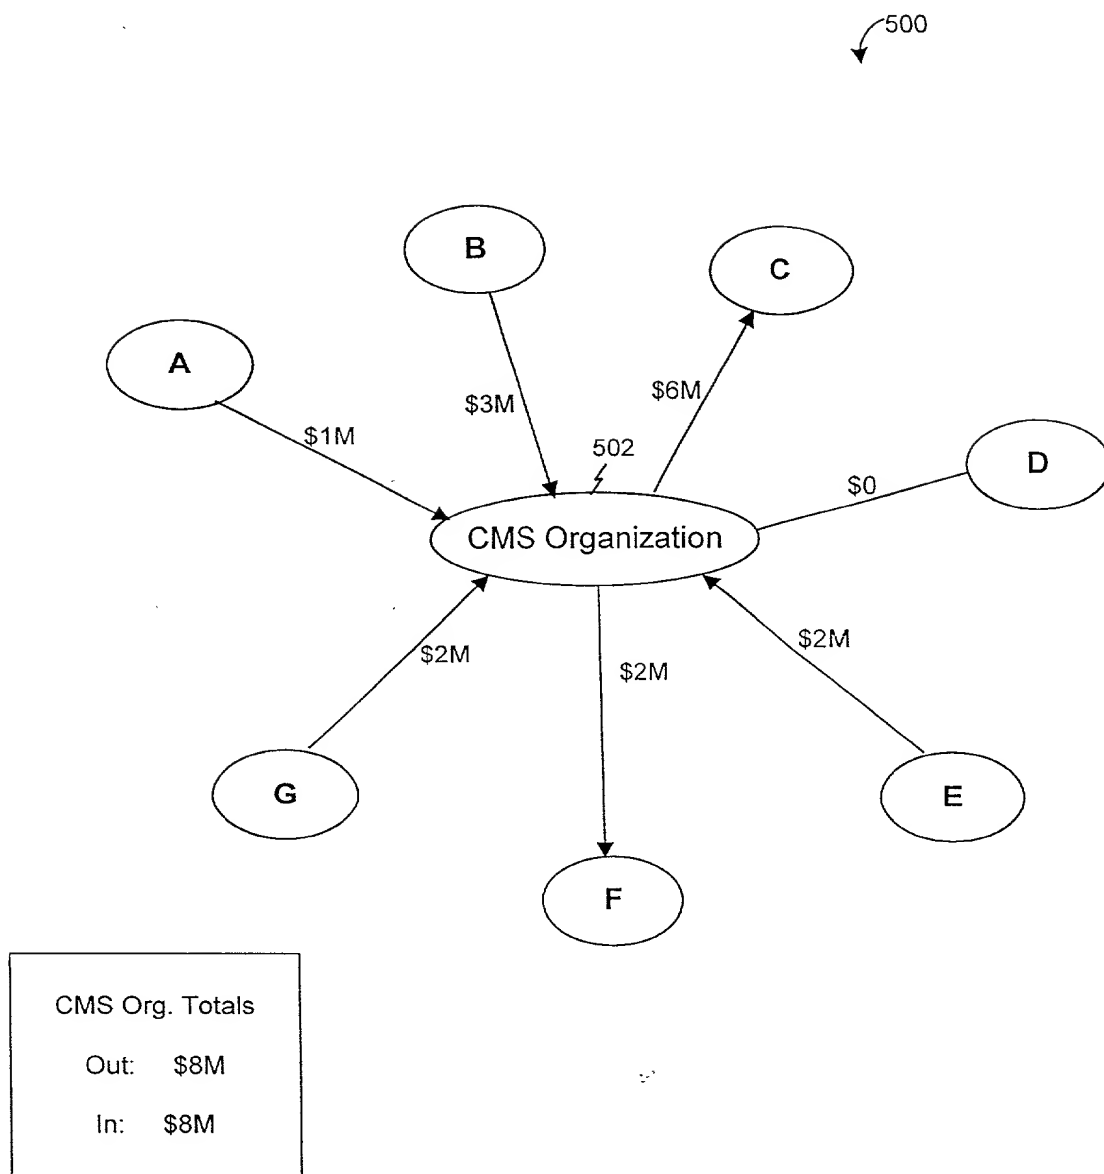 500
B
C
A
$3M
$6M
$1M
502
D
$0
CMS Organization
$2M
$2M
$2M
G
E
F
CMS Org. Totals
Out: $8M
In: $8M